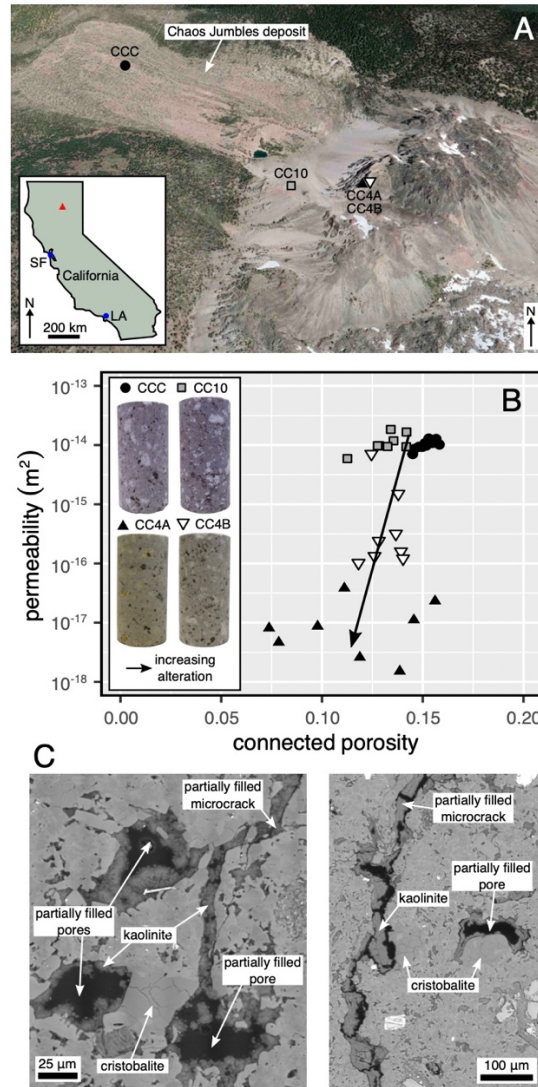 A
CCC
Chaos Jumbles deposit
CC10
CC4A
CC4B
SF
California
N
200 km
LA
N
B
CCC CC10
CC4A CC4B
increasing
alteration
permeability (m²)
10⁻¹³
10⁻¹⁴
10⁻¹⁵
10⁻¹⁶
10⁻¹⁷
10⁻¹⁸
0.00 0.05 0.10 0.15 0.20
connected porosity
C
partially filled
microcrack
partially filled
pores
kaolinite
partially filled
pore
cristobalite
25 µm
partially filled
microcrack
partially filled
pore
kaolinite
cristobalite
100 µm